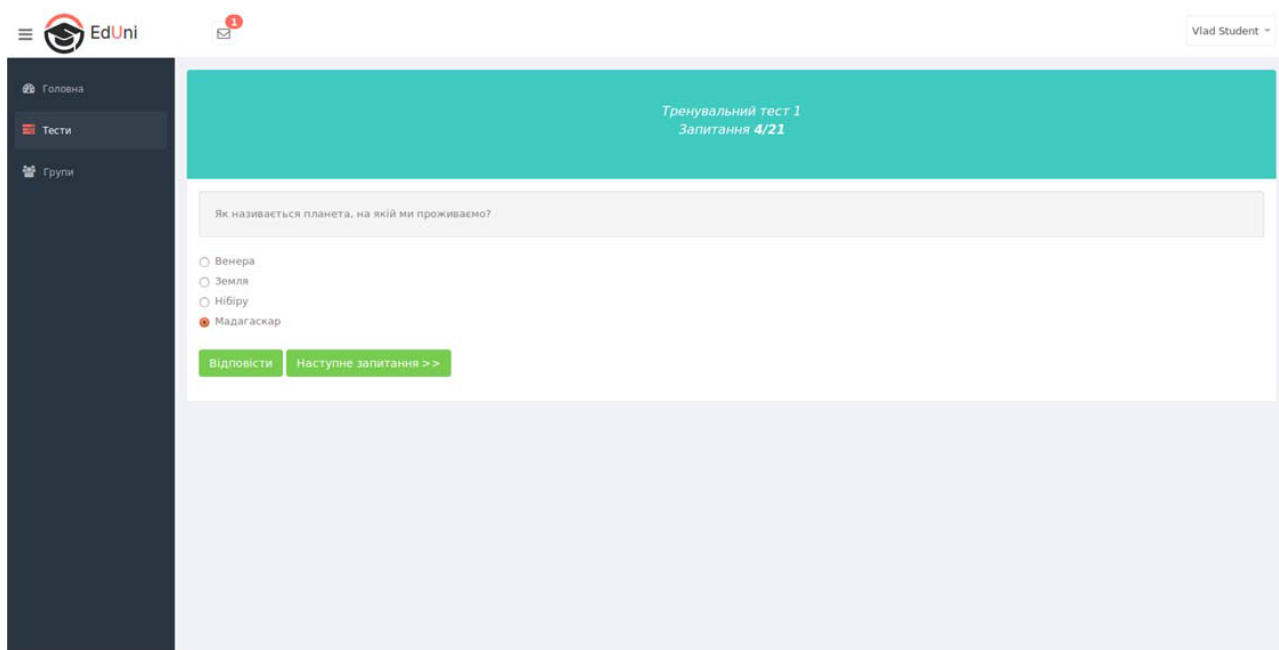 EdUni
1
Vlad Student
Головна
Тести
Групи
Тренувальний тест 1
Запитання 4/21
Як називається планета, на якій ми проживаємо?
Венера
Земля
Нібіру
Мадагаскар
Відповісти
Наступне запитання >>